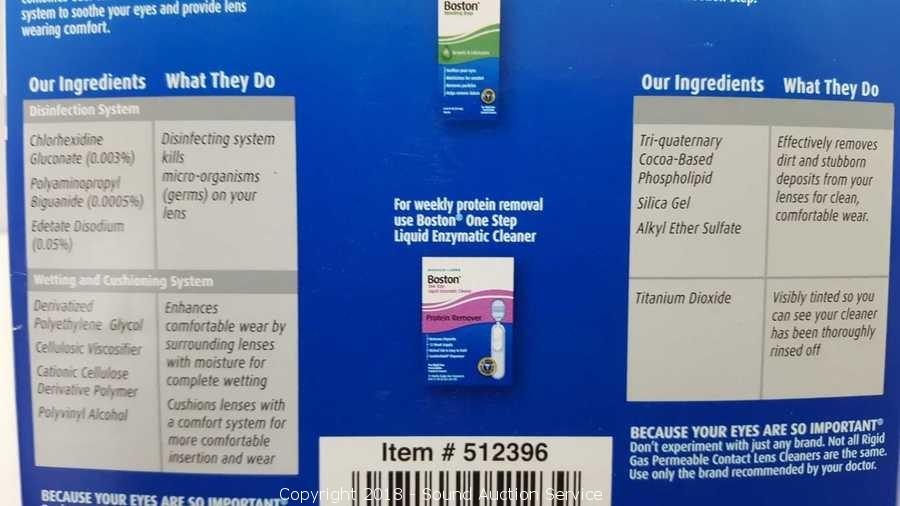 system to soothe your eyes and provide lens
wearing comfort.
Our Ingredients What They Do
Disinfection System
Chlorhexidine
Gluconate (0.003%)
Polyaminopropyl
Biguanide (0.0005%)
Edetate Disodium
(0.05%)
Disinfecting system
kills
micro-organisms
(germs) on your
lens
Wetting and Cushioning System
Derivatized
Polyethylene Glycol
Cellulosic Viscosifier
Cationic Cellulose
Derivative Polymer
Polyvinyl Alcohol
Enhances
comfortable wear by
surrounding lenses
with moisture for
complete wetting
Cushions lenses with
a comfort system for
more comfortable
insertion and wear
BECAUSE YOUR EYES ARE SO IMPORTANT®
Boston®
For weekly protein removal
use Boston® One Step
Liquid Enzymatic Cleaner
Boston®
Protein Remover
Item # 512396
Our Ingredients What They Do
Tri-quaternary
Cocoa-Based
Phospholipid
Silica Gel
Alkyl Ether Sulfate
Effectively removes
dirt and stubborn
deposits from your
lenses for clean,
comfortable wear.
Titanium Dioxide
Visibly tinted so you
can see your cleaner
has been thoroughly
rinsed off
BECAUSE YOUR EYES ARE SO IMPORTANT®
Don't experiment with just any brand. Not all Rigid
Gas Permeable Contact Lens Cleaners are the same.
Use only the brand recommended by your doctor.
Copyright 2018 - Sound Auction Service